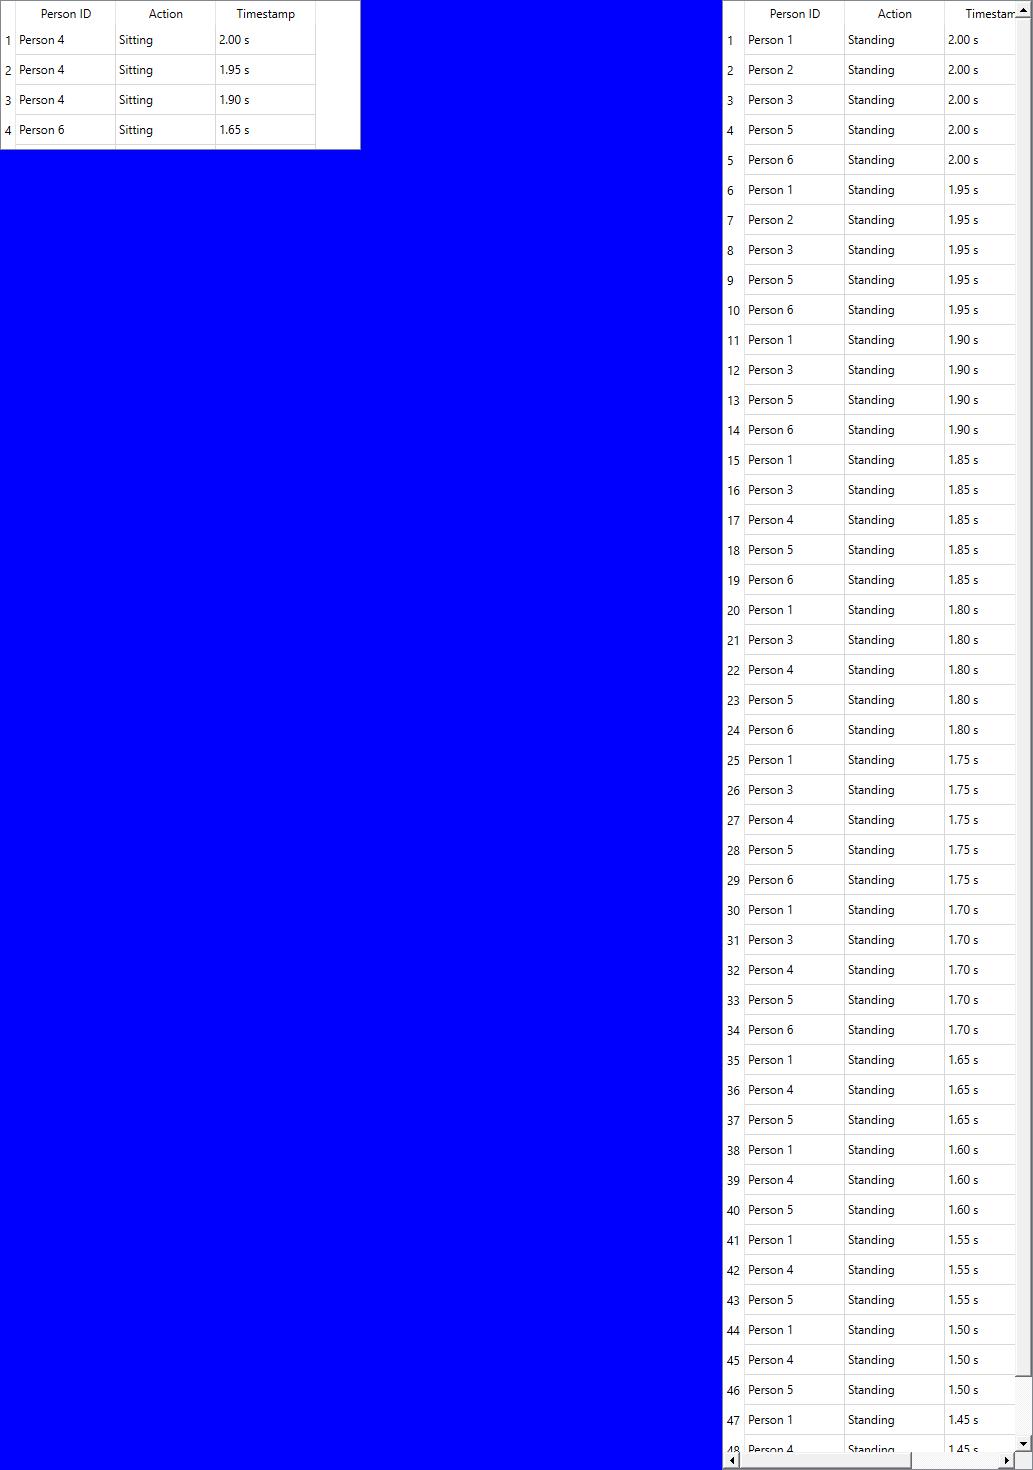 Person ID Action Timestamp
1 Person 4 Sitting 2.00 s
2 Person 4 Sitting 1.95 s
3 Person 4 Sitting 1.90 s
4 Person 6 Sitting 1.65 s
Person ID Action Timestam
1 Person 1 Standing 2.00 s
2 Person 2 Standing 2.00 s
3 Person 3 Standing 2.00 s
4 Person 5 Standing 2.00 s
5 Person 6 Standing 2.00 s
6 Person 1 Standing 1.95 s
7 Person 2 Standing 1.95 s
8 Person 3 Standing 1.95 s
9 Person 5 Standing 1.95 s
10 Person 6 Standing 1.95 s
11 Person 1 Standing 1.90 s
12 Person 3 Standing 1.90 s
13 Person 5 Standing 1.90 s
14 Person 6 Standing 1.90 s
15 Person 1 Standing 1.85 s
16 Person 3 Standing 1.85 s
17 Person 4 Standing 1.85 s
18 Person 5 Standing 1.85 s
19 Person 6 Standing 1.85 s
20 Person 1 Standing 1.80 s
21 Person 3 Standing 1.80 s
22 Person 4 Standing 1.80 s
23 Person 5 Standing 1.80 s
24 Person 6 Standing 1.80 s
25 Person 1 Standing 1.75 s
26 Person 3 Standing 1.75 s
27 Person 4 Standing 1.75 s
28 Person 5 Standing 1.75 s
29 Person 6 Standing 1.75 s
30 Person 1 Standing 1.70 s
31 Person 3 Standing 1.70 s
32 Person 4 Standing 1.70 s
33 Person 5 Standing 1.70 s
34 Person 6 Standing 1.70 s
35 Person 1 Standing 1.65 s
36 Person 4 Standing 1.65 s
37 Person 5 Standing 1.65 s
38 Person 1 Standing 1.60 s
39 Person 4 Standing 1.60 s
40 Person 5 Standing 1.60 s
41 Person 1 Standing 1.55 s
42 Person 4 Standing 1.55 s
43 Person 5 Standing 1.55 s
44 Person 1 Standing 1.50 s
45 Person 4 Standing 1.50 s
46 Person 5 Standing 1.50 s
47 Person 1 Standing 1.45 s
48 Person 4 Standing 1.45 s